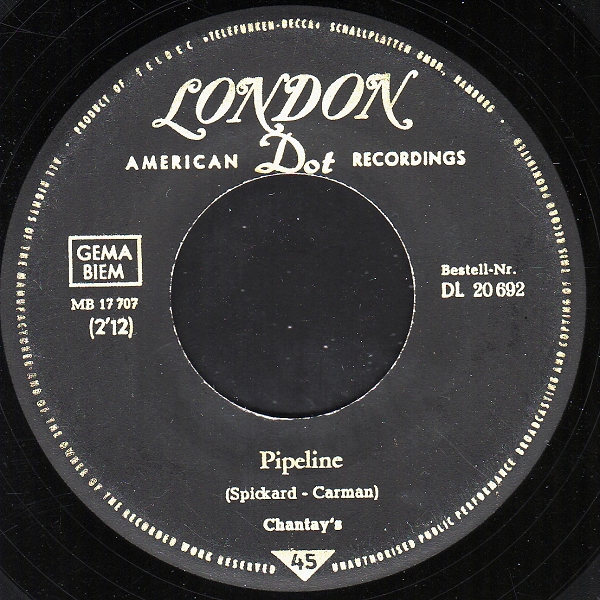 PRODUCT OF TELDEC »TELEFUNKEN-DECCA« SCHALLPLATTEN GMBH., HAMBURG ·
LONDON
AMERICAN Dot RECORDINGS
GEMA
BIEM
MB 17 707
(2'12)
Bestell-Nr.
DL 20 692
Pipeline
(Spickard - Carman)
Chantay's
45
ALL RIGHTS OF THE MANUFACTURER AND OF THE OWNER OF THE RECORDED WORK RESERVED
UNAUTHORISED PUBLIC PERFORMANCE BROADCASTING AND COPYING OF THIS RECORD PROHIBITED